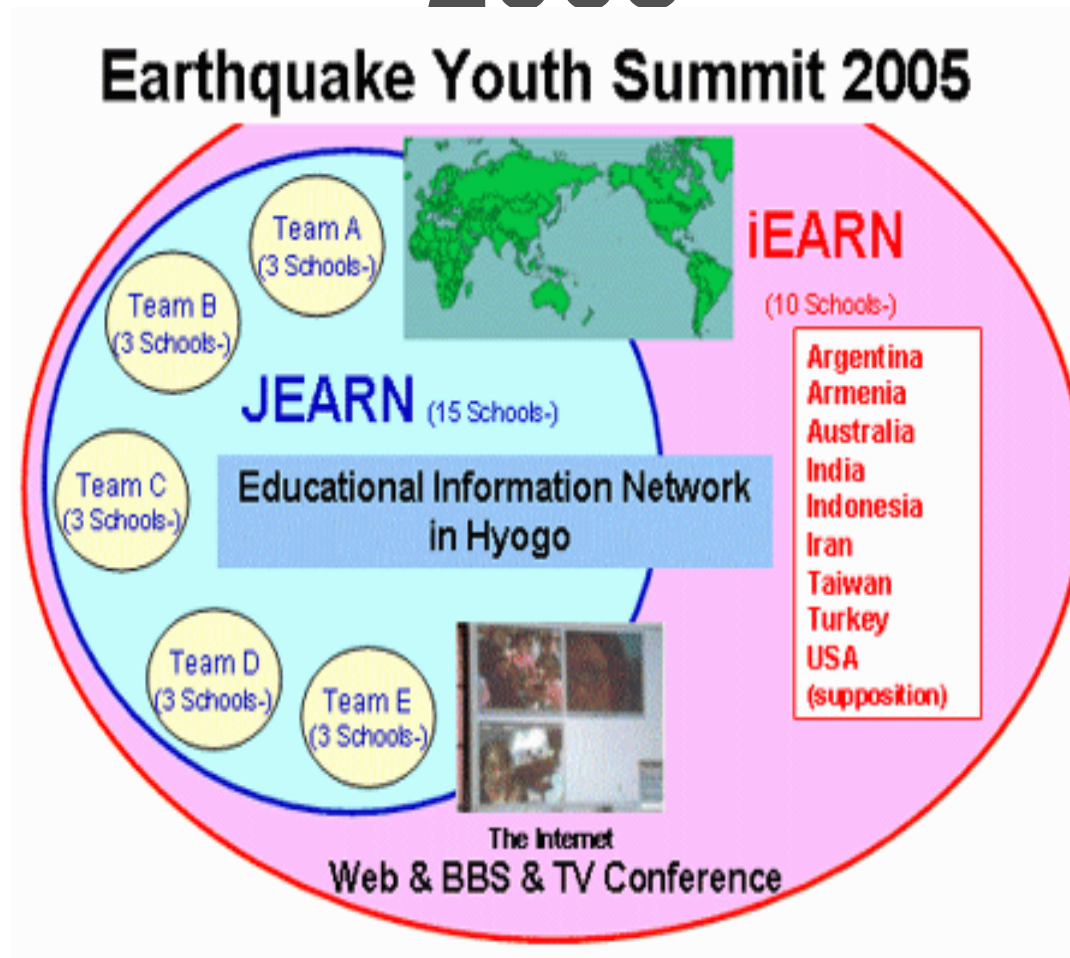 Earthquake Youth Summit 2005
Team A
(3 Schools-)
Team B
(3 Schools-)
iEARN
(10 Schools-)
Argentina
Armenia
Australia
India
Indonesia
Iran
Taiwan
Turkey
USA
(supposition)
JEARN (15 Schools-)
Educational Information Network
in Hyogo
Team C
(3 Schools-)
Team D
(3 Schools-)
Team E
(3 Schools-)
The Internet
Web & BBS & TV Conference